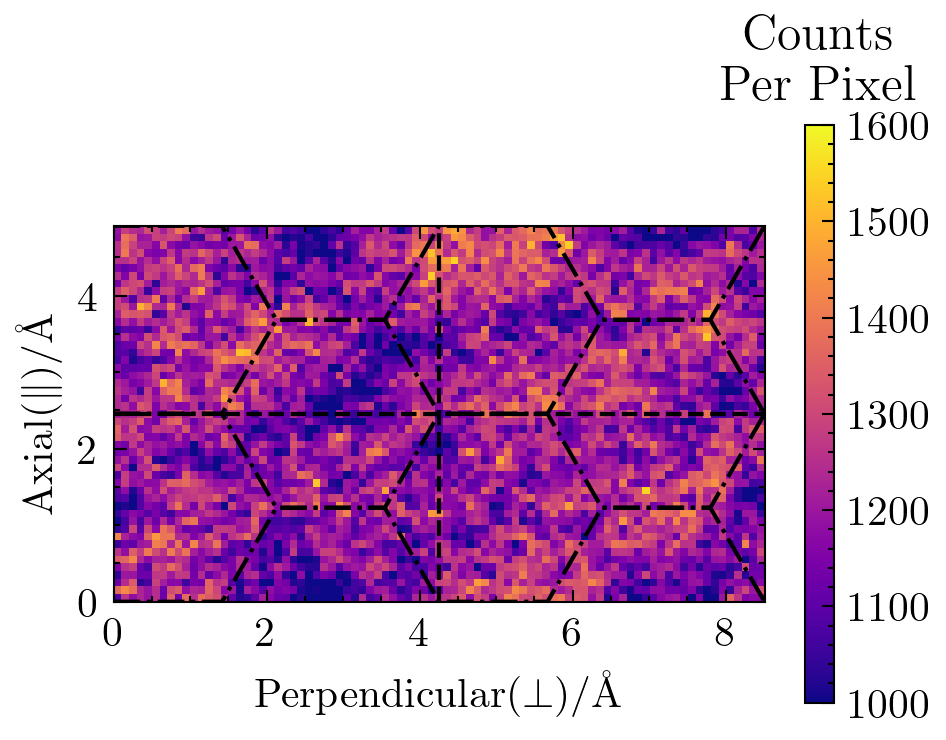 Counts
Per Pixel
1600
1500
1400
1300
1200
1100
1000
Axial(∥)/Å
4
2
0
0 2 4 6 8
Perpendicular(⊥)/Å